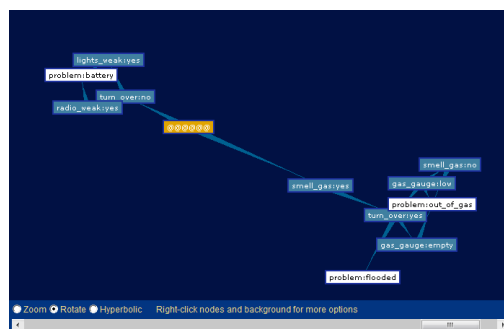 lights_weak:yes
problem:battery
turn_over:no
radio_weak:yes
@@@@@@
smell_gas:no
smell_gas:yes
gas_gauge:low
problem:out_of_gas
turn_over:yes
gas_gauge:empty
problem:flooded
Zoom Rotate Hyperbolic Right-click nodes and background for more options